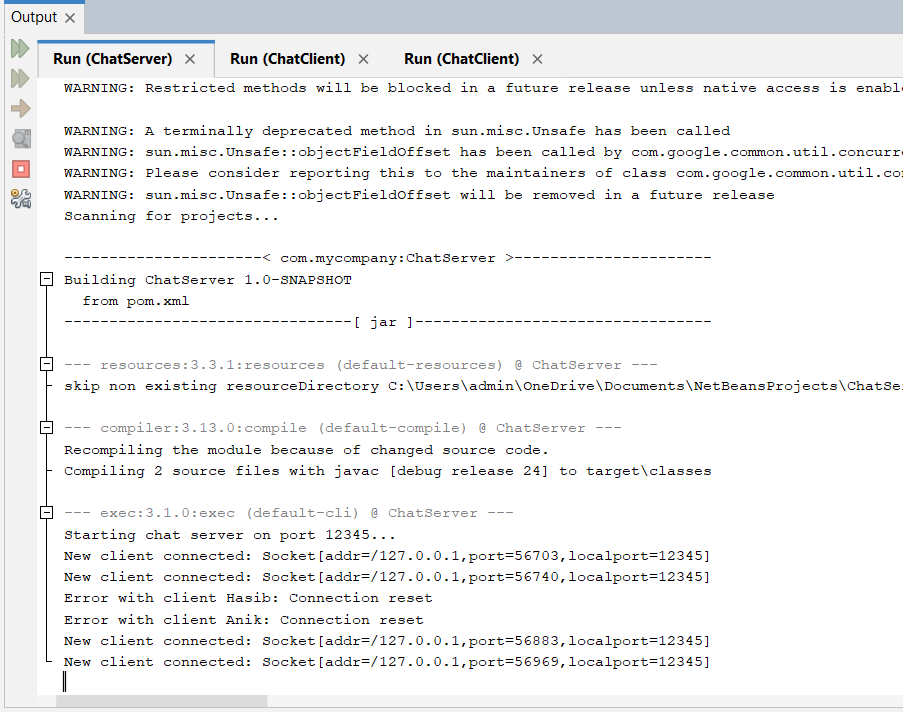 Output
Run (ChatServer) Run (ChatClient) Run (ChatClient)
WARNING: Restricted methods will be blocked in a future release unless native access is enabl
WARNING: A terminally deprecated method in sun.misc.Unsafe has been called
WARNING: sun.misc.Unsafe::objectFieldOffset has been called by com.google.common.util.concurr
WARNING: Please consider reporting this to the maintainers of class com.google.common.util.co
WARNING: sun.misc.Unsafe::objectFieldOffset will be removed in a future release
Scanning for projects...
----------------------< com.mycompany:ChatServer >----------------------
Building ChatServer 1.0-SNAPSHOT
from pom.xml
--------------------------------[ jar ]---------------------------------
--- resources:3.3.1:resources (default-resources) @ ChatServer ---
skip non existing resourceDirectory C:\Users\admin\OneDrive\Documents\NetBeansProjects\ChatSe
--- compiler:3.13.0:compile (default-compile) @ ChatServer ---
Recompiling the module because of changed source code.
Compiling 2 source files with javac [debug release 24] to target\classes
--- exec:3.1.0:exec (default-cli) @ ChatServer ---
Starting chat server on port 12345...
New client connected: Socket[addr=/127.0.0.1,port=56703,localport=12345]
New client connected: Socket[addr=/127.0.0.1,port=56740,localport=12345]
Error with client Hasib: Connection reset
Error with client Anik: Connection reset
New client connected: Socket[addr=/127.0.0.1,port=56883,localport=12345]
New client connected: Socket[addr=/127.0.0.1,port=56969,localport=12345]